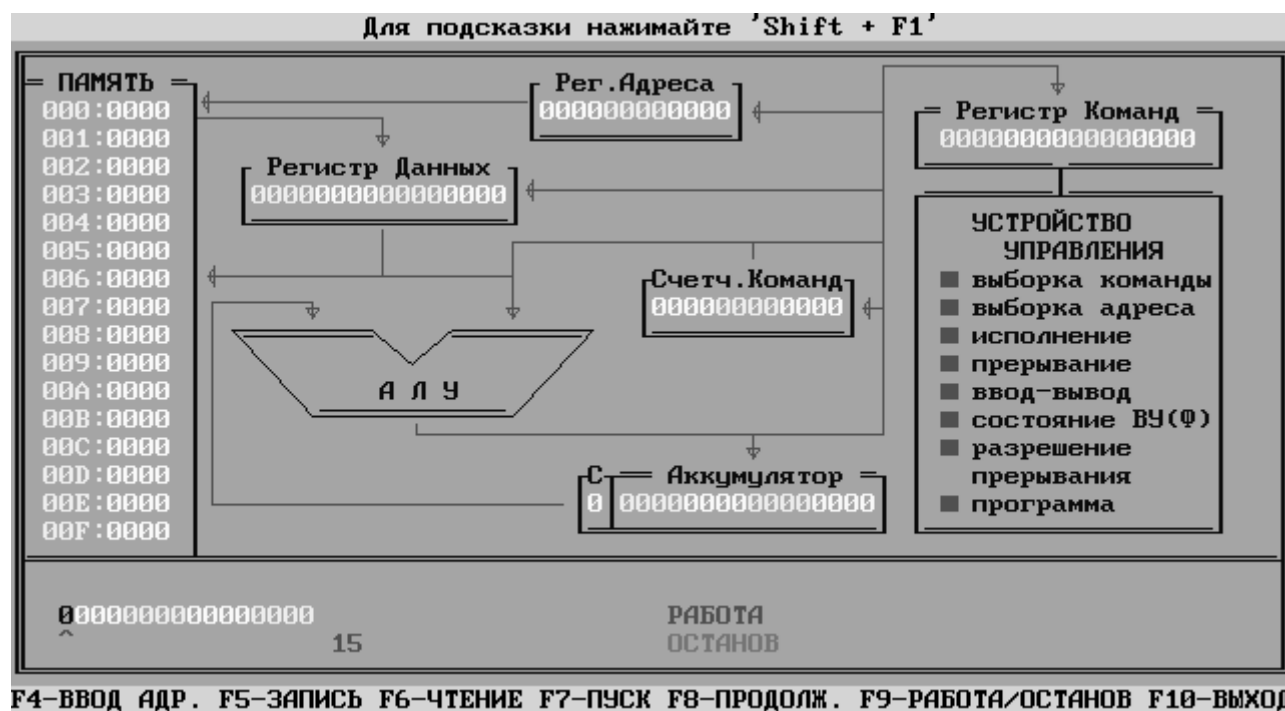 Для подсказки нажимайте 'Shift + F1'
ПАМЯТЬ
000:0000
001:0000
002:0000
003:0000
004:0000
005:0000
006:0000
007:0000
008:0000
009:0000
00A:0000
00B:0000
00C:0000
00D:0000
00E:0000
00F:0000
Рег.Адреса
000000000000
Регистр Данных
0000000000000000
Счетч.Команд
000000000000
А Л У
С
Аккумулятор
0 0000000000000000
Регистр Команд
0000000000000000
УСТРОЙСТВО
УПРАВЛЕНИЯ
выборка команды
выборка адреса
исполнение
прерывание
ввод-вывод
состояние ВУ(Ф)
разрешение
прерывания
программа
0000000000000000
^
15
РАБОТА
ОСТАНОВ
F4-ВВОД АДР. F5-ЗАПИСЬ F6-ЧТЕНИЕ F7-ПУСК F8-ПРОДОЛЖ. F9-РАБОТА/ОСТАНОВ F10-ВЫХОД